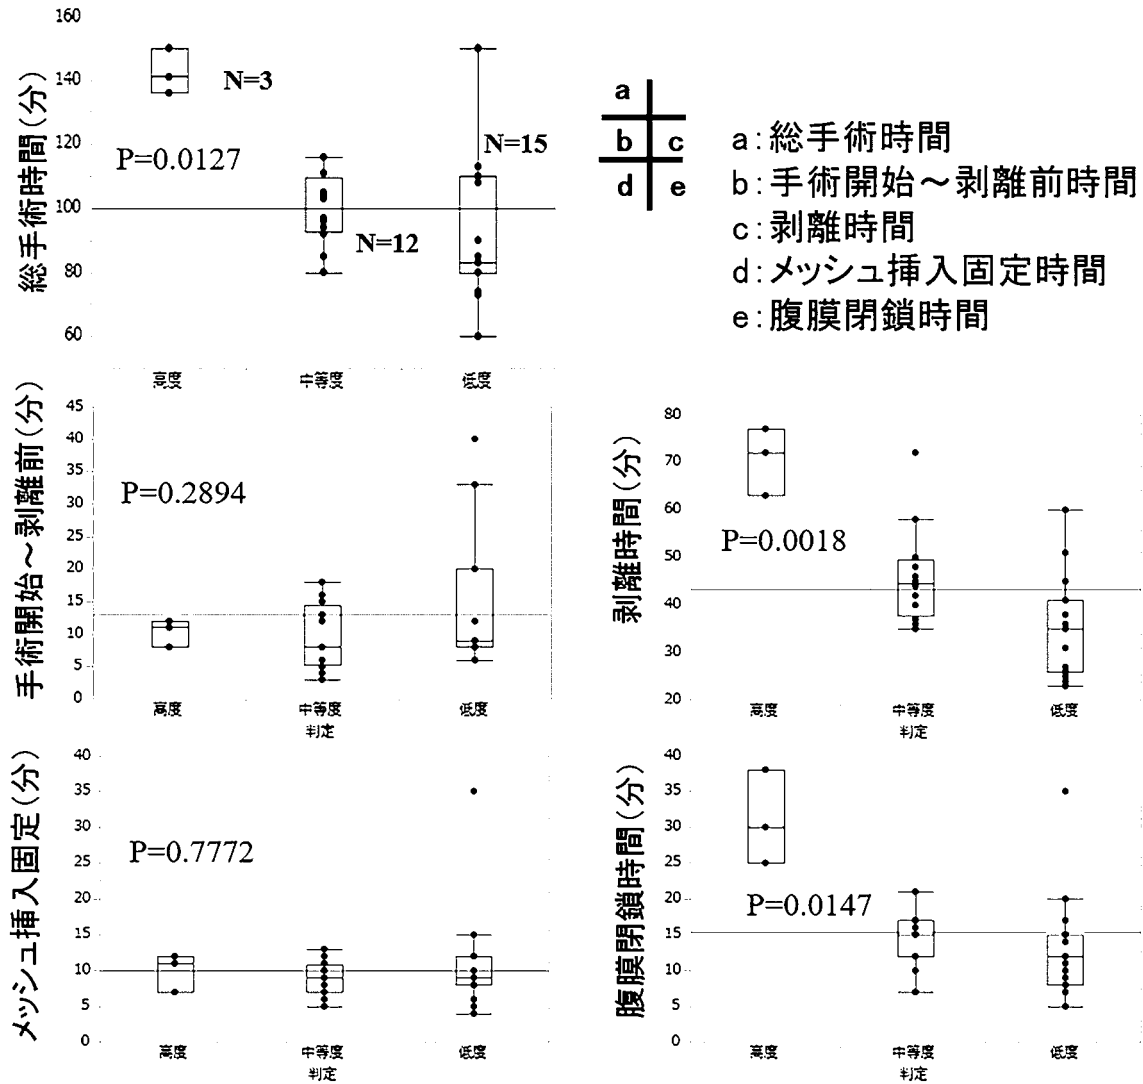 総手術時間(分)
160
140
120
100
80
60
N=3
P=0.0127
N=12
N=15
高度
中等度
低度
a
b c
d e
a:総手術時間
b:手術開始～剥離前時間
c:剥離時間
d:メッシュ挿入固定時間
e:腹膜閉鎖時間
手術開始～剥離前(分)
45
40
35
30
25
20
15
10
5
0
P=0.2894
高度
中等度
低度
判定
剥離時間(分)
80
70
60
50
40
30
20
P=0.0018
高度
中等度
低度
判定
メッシュ挿入固定(分)
40
35
30
25
20
15
10
5
0
P=0.7772
高度
中等度
低度
判定
腹膜閉鎖時間(分)
40
35
30
25
20
15
10
5
0
P=0.0147
高度
中等度
低度
判定